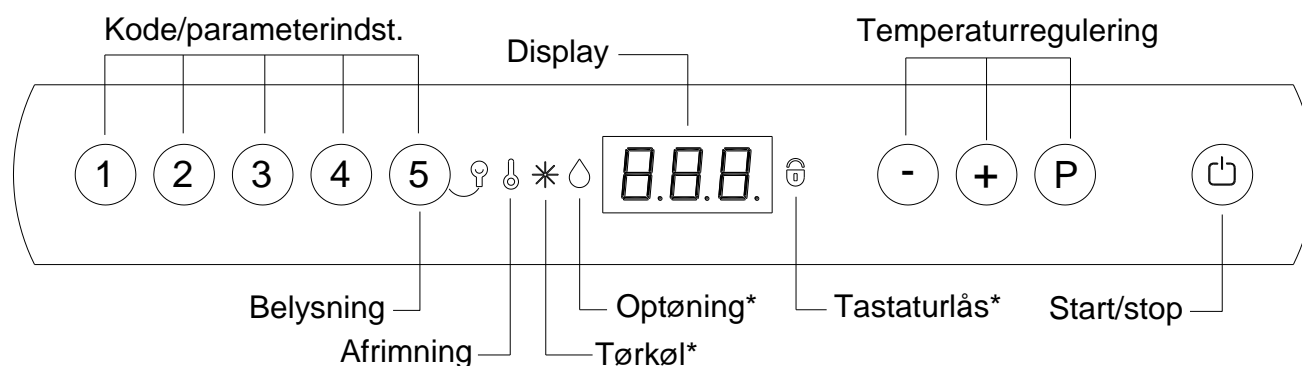 Kode/parameterindst.
Display
Temperaturregulering
1 2 3 4 5 8.8.8. - + P
Belysning
Optøning*
Tastaturlås*
Start/stop
Afrimning
Tørkøl*